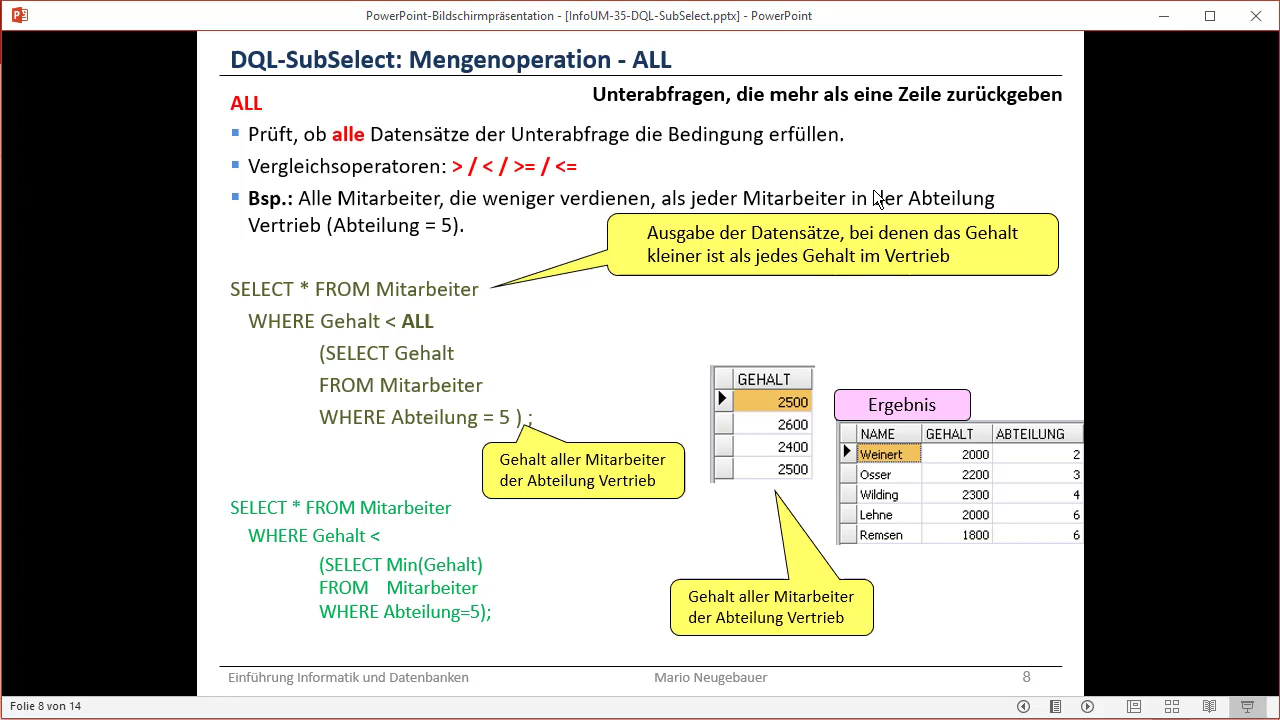 PowerPoint-Bildschirmpräsentation - [InfoUM-35-DQL-SubSelect.pptx] - PowerPoint
DQL-SubSelect: Mengenoperation - ALL
Unterabfragen, die mehr als eine Zeile zurückgeben
ALL
Prüft, ob alle Datensätze der Unterabfrage die Bedingung erfüllen.
Vergleichsoperatoren: > / < / >= / <=
Bsp.: Alle Mitarbeiter, die weniger verdienen, als jeder Mitarbeiter in der Abteilung
Vertrieb (Abteilung = 5).
Ausgabe der Datensätze, bei denen das Gehalt
kleiner ist als jedes Gehalt im Vertrieb
SELECT * FROM Mitarbeiter
WHERE Gehalt < ALL
(SELECT Gehalt
FROM Mitarbeiter
WHERE Abteilung = 5 ) ;
Gehalt aller Mitarbeiter
der Abteilung Vertrieb
GEHALT
2500
2600
2400
2500
Ergebnis
NAME GEHALT ABTEILUNG
Weinert 2000 2
Osser 2200 3
Wilding 2300 4
Lehne 2000 6
Remsen 1800 6
Gehalt aller Mitarbeiter
der Abteilung Vertrieb
SELECT * FROM Mitarbeiter
WHERE Gehalt <
(SELECT Min(Gehalt)
FROM Mitarbeiter
WHERE Abteilung=5);
Einführung Informatik und Datenbanken Mario Neugebauer 8
Folie 8 von 14